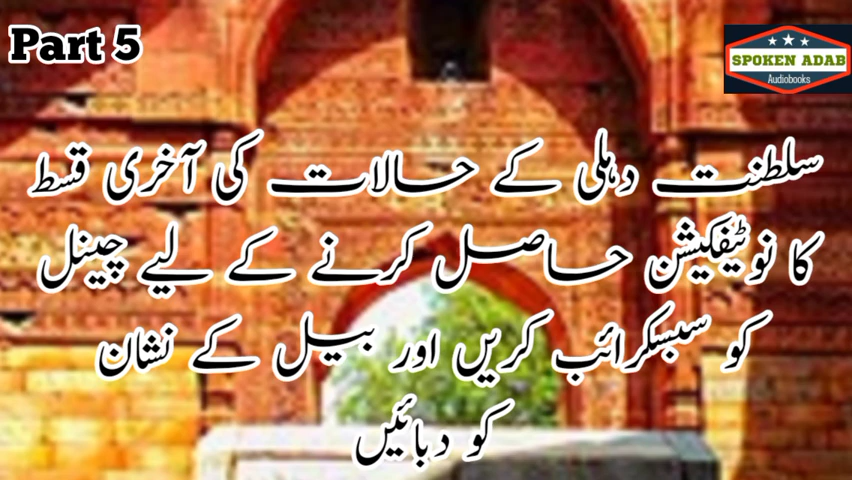 Part 5
SPOKEN ADAB
Audiobooks
سلطنت دہلی کے حالات کی آخری قسط
کا نوٹیفکیشن حاصل کرنے کے لیے چینل
کو سبسکرائب کریں اور بیل کے نشان
کو دبائیں